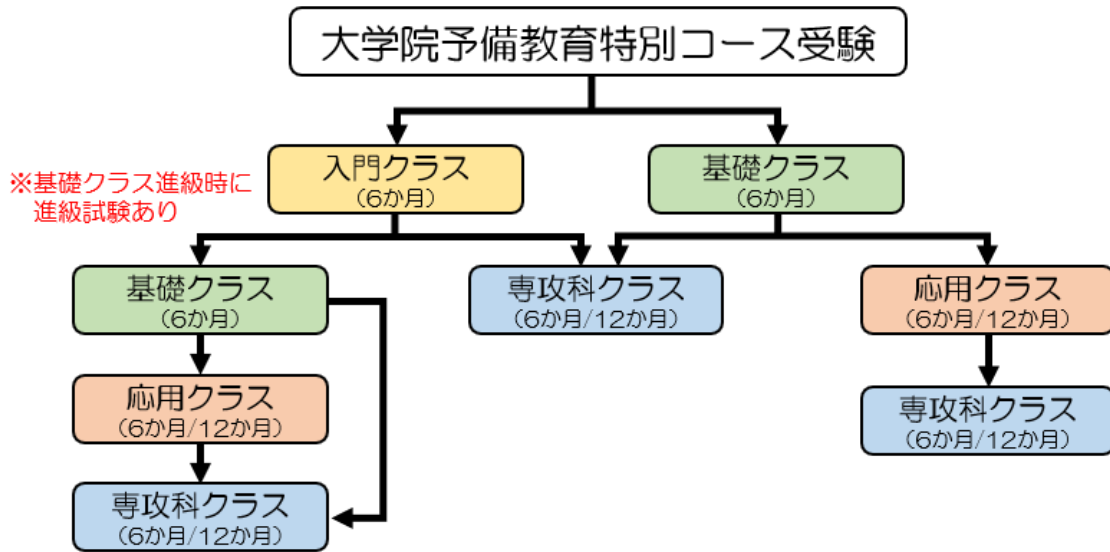 大学院予備教育特別コース受験
入門クラス
(6か月)
基礎クラス
(6か月)
※基礎クラス進級時に
進級試験あり
基礎クラス
(6か月)
専攻科クラス
(6か月/12か月)
応用クラス
(6か月/12か月)
応用クラス
(6か月/12か月)
専攻科クラス
(6か月/12か月)
専攻科クラス
(6か月/12か月)